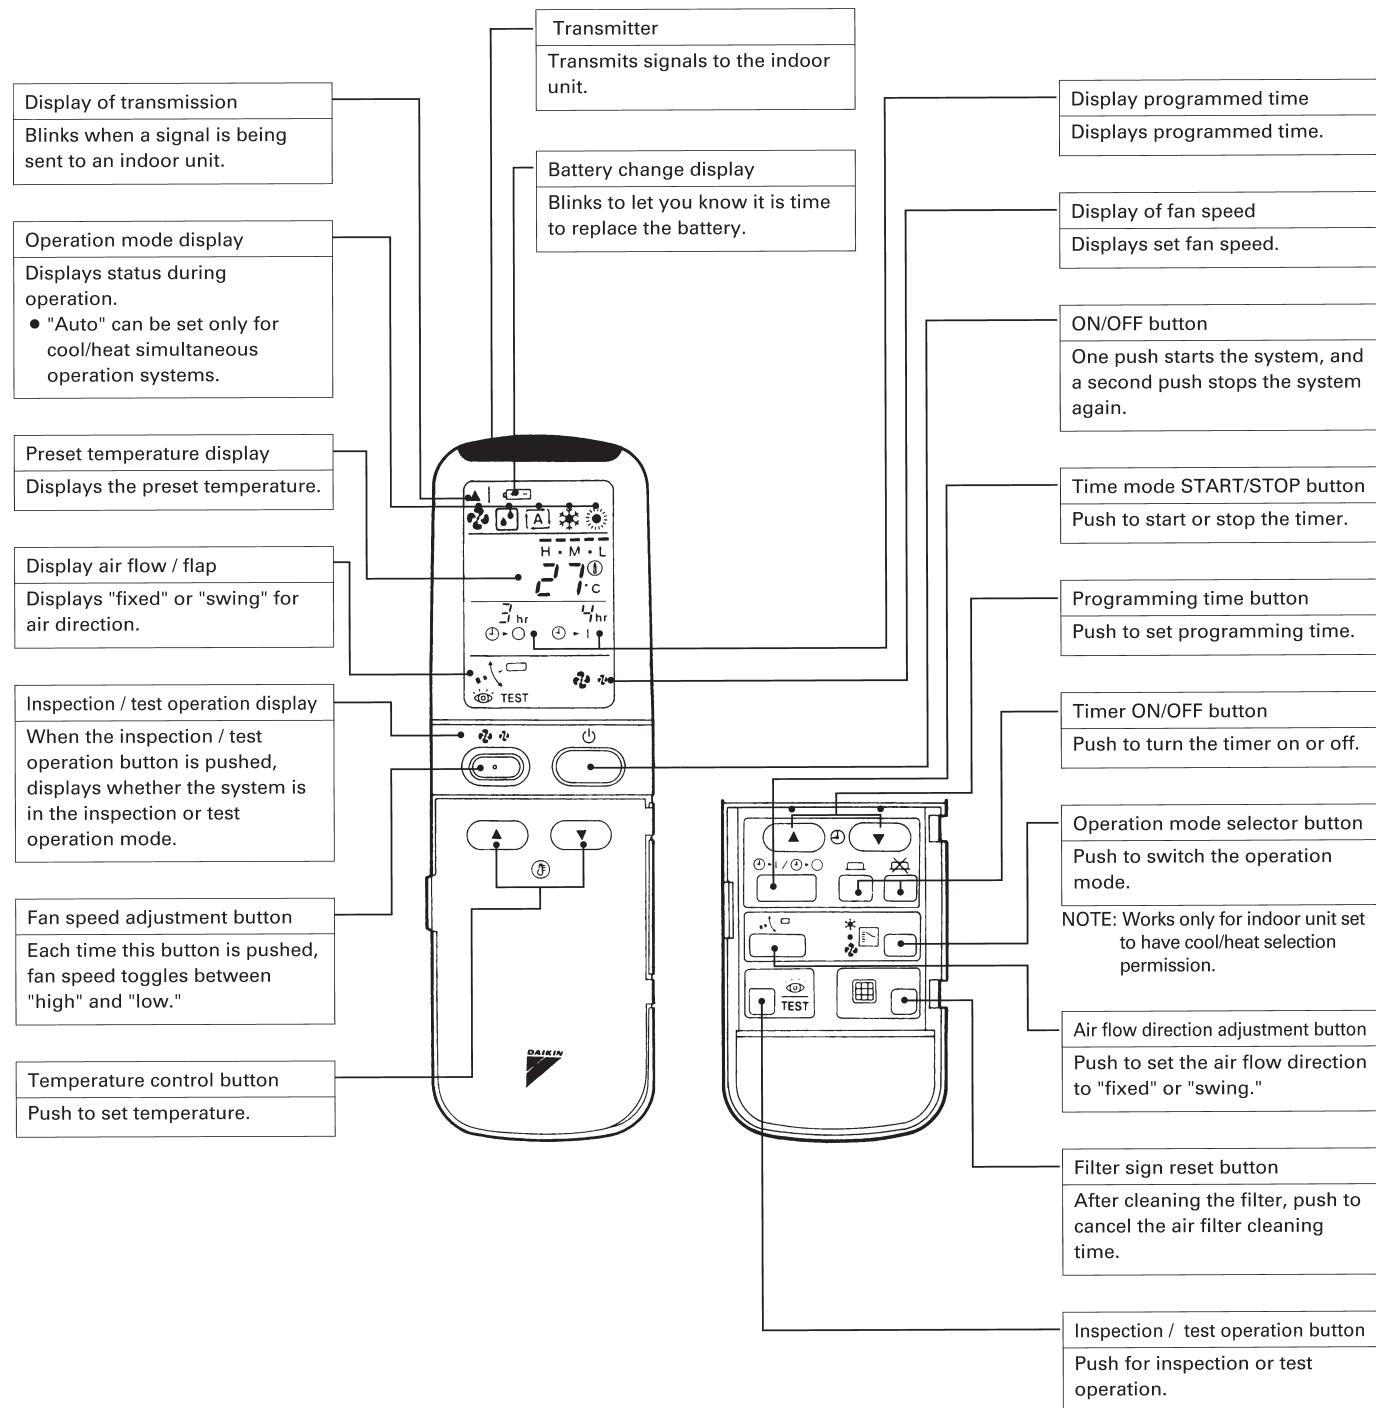 Transmitter
Transmits signals to the indoor
unit.
Display of transmission
Blinks when a signal is being
sent to an indoor unit.
Battery change display
Blinks to let you know it is time
to replace the battery.
Operation mode display
Displays status during
operation.
● "Auto" can be set only for
cool/heat simultaneous
operation systems.
Preset temperature display
Displays the preset temperature.
Display air flow / flap
Displays "fixed" or "swing" for
air direction.
Inspection / test operation display
When the inspection / test
operation button is pushed,
displays whether the system is
in the inspection or test
operation mode.
Fan speed adjustment button
Each time this button is pushed,
fan speed toggles between
"high" and "low."
Temperature control button
Push to set temperature.
A
H · M · L
27 °C
3 hr 4 hr
TEST
DAIKIN
TEST
Display programmed time
Displays programmed time.
Display of fan speed
Displays set fan speed.
ON/OFF button
One push starts the system, and
a second push stops the system
again.
Time mode START/STOP button
Push to start or stop the timer.
Programming time button
Push to set programming time.
Timer ON/OFF button
Push to turn the timer on or off.
Operation mode selector button
Push to switch the operation
mode.
NOTE: Works only for indoor unit set
to have cool/heat selection
permission.
Air flow direction adjustment button
Push to set the air flow direction
to "fixed" or "swing."
Filter sign reset button
After cleaning the filter, push to
cancel the air filter cleaning
time.
Inspection / test operation button
Push for inspection or test
operation.